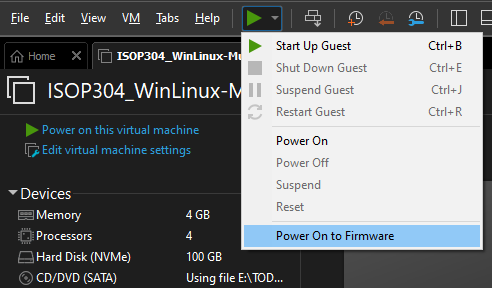 File Edit View VM Tabs Help
Home ISOP304_WinLinux-Mu
ISOP304_WinLinux-M
Power on this virtual machine
Edit virtual machine settings
Devices
Memory 4 GB
Processors 4
Hard Disk (NVMe) 100 GB
CD/DVD (SATA) Using file E:\TOD...
Start Up Guest Ctrl+B
Shut Down Guest Ctrl+E
Suspend Guest Ctrl+J
Restart Guest Ctrl+R
Power On
Power Off
Suspend
Reset
Power On to Firmware